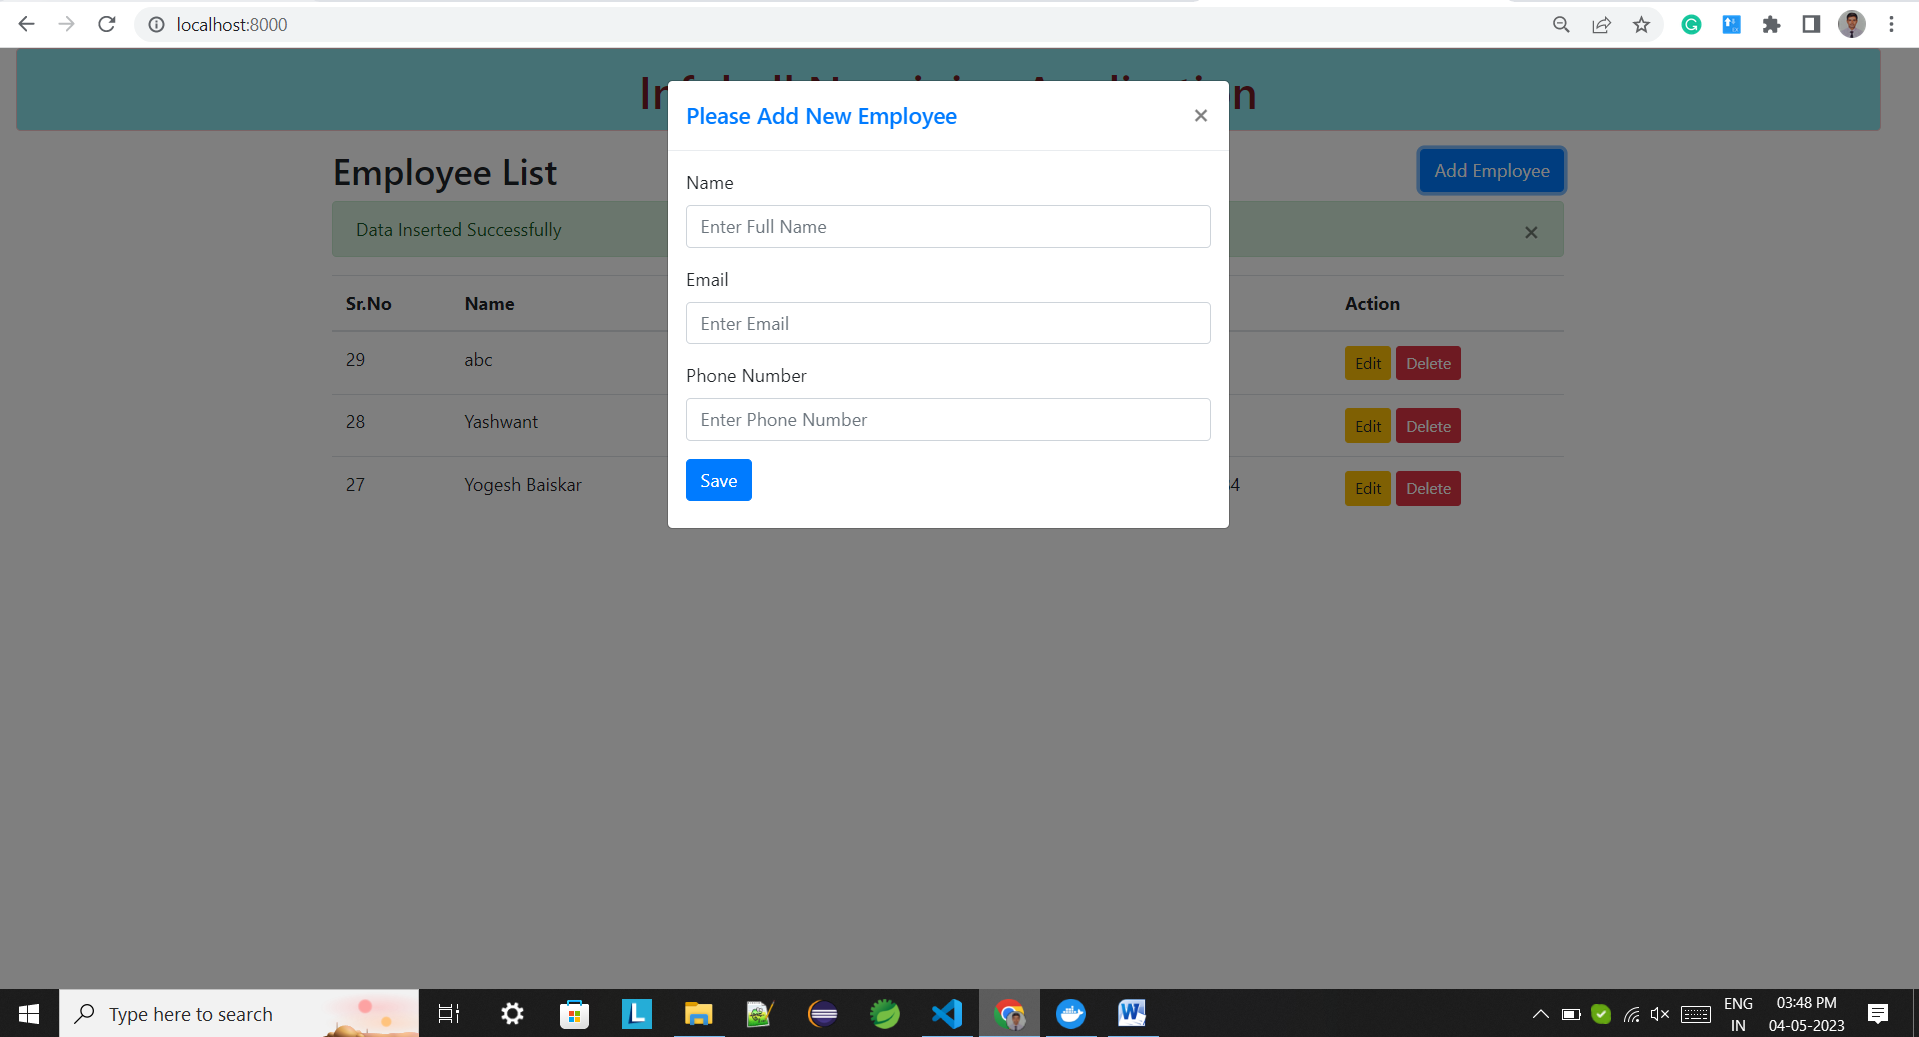 localhost:8000
Please Add New Employee
Employee List
Add Employee
Name
Enter Full Name
Data Inserted Successfully
Email
Enter Email
Sr.No Name Action
29 abc Edit Delete
Phone Number
Enter Phone Number
28 Yashwant Edit Delete
Save
27 Yogesh Baiskar 4 Edit Delete
Type here to search
ENG
IN
03:48 PM
04-05-2023